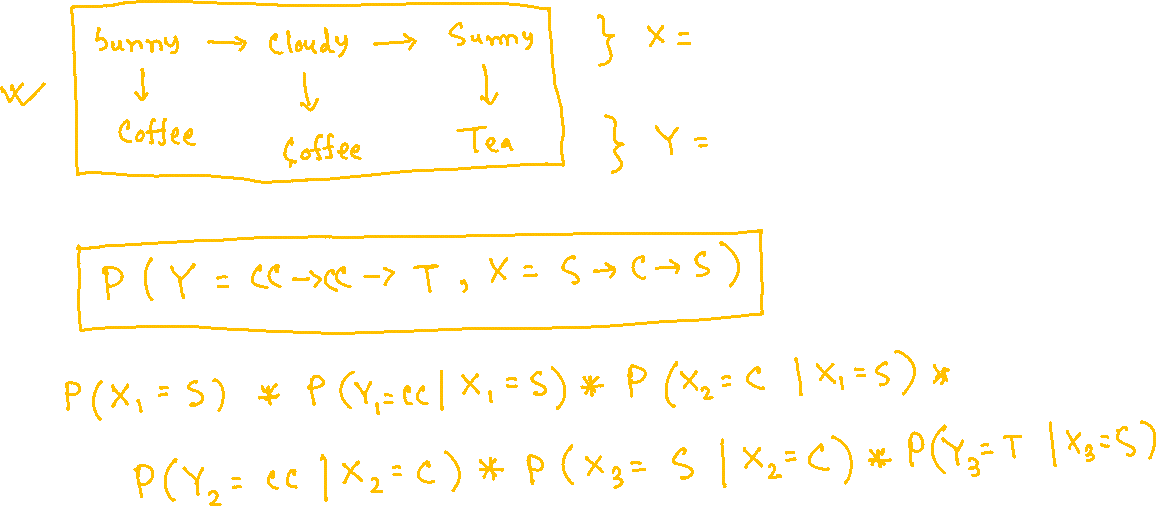 Sunny → Cloudy → Sunny } X =
↓ ↓ ↓
Coffee Coffee Tea } Y =
P(Y = CC → CC → T, X = S → C → S)
P(X₁ = S) * P(Y₁ = CC | X₁ = S) * P(X₂ = C | X₁ = S) *
P(Y₂ = CC | X₂ = C) * P(X₃ = S | X₂ = C) * P(Y₃ = T | X₃ = S)